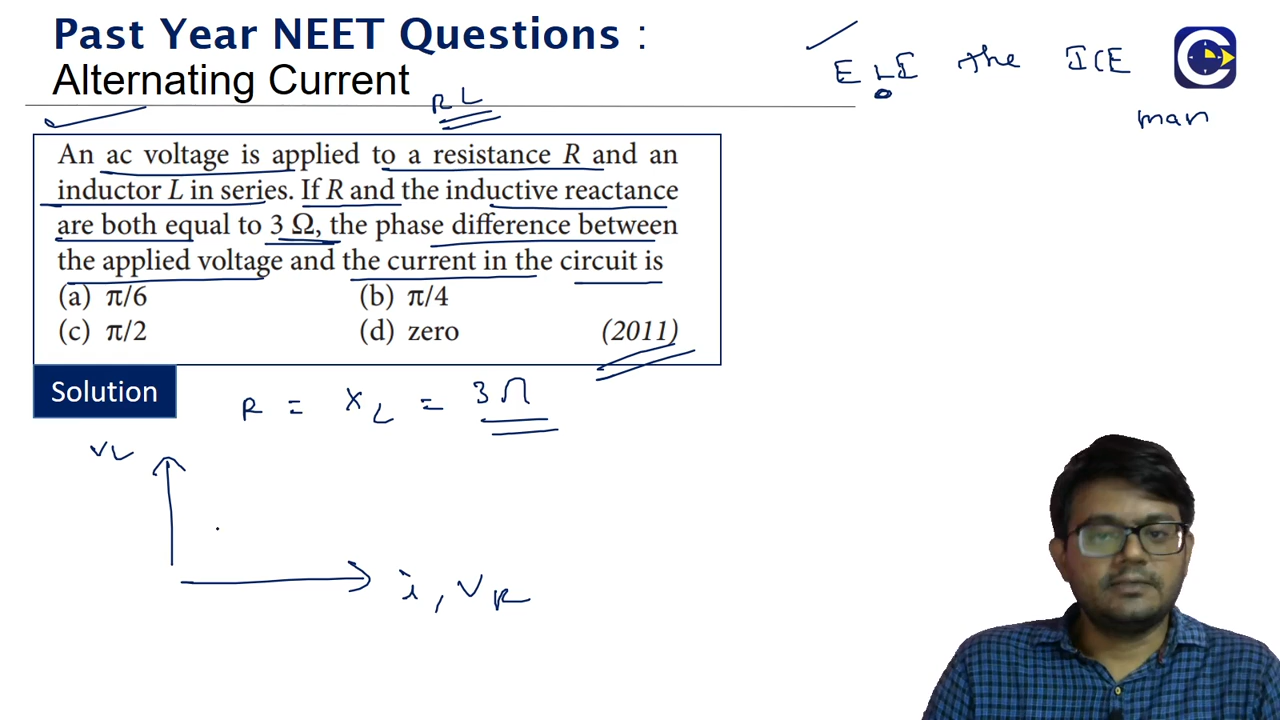 Past Year NEET Questions :
Alternating Current
E L I the ICE
man
RL
An ac voltage is applied to a resistance R and an
inductor L in series. If R and the inductive reactance
are both equal to 3 Ω, the phase difference between
the applied voltage and the current in the circuit is
(a) π/6 (b) π/4
(c) π/2 (d) zero (2011)
Solution
R = XL = 3 Ω
VL
i, VR